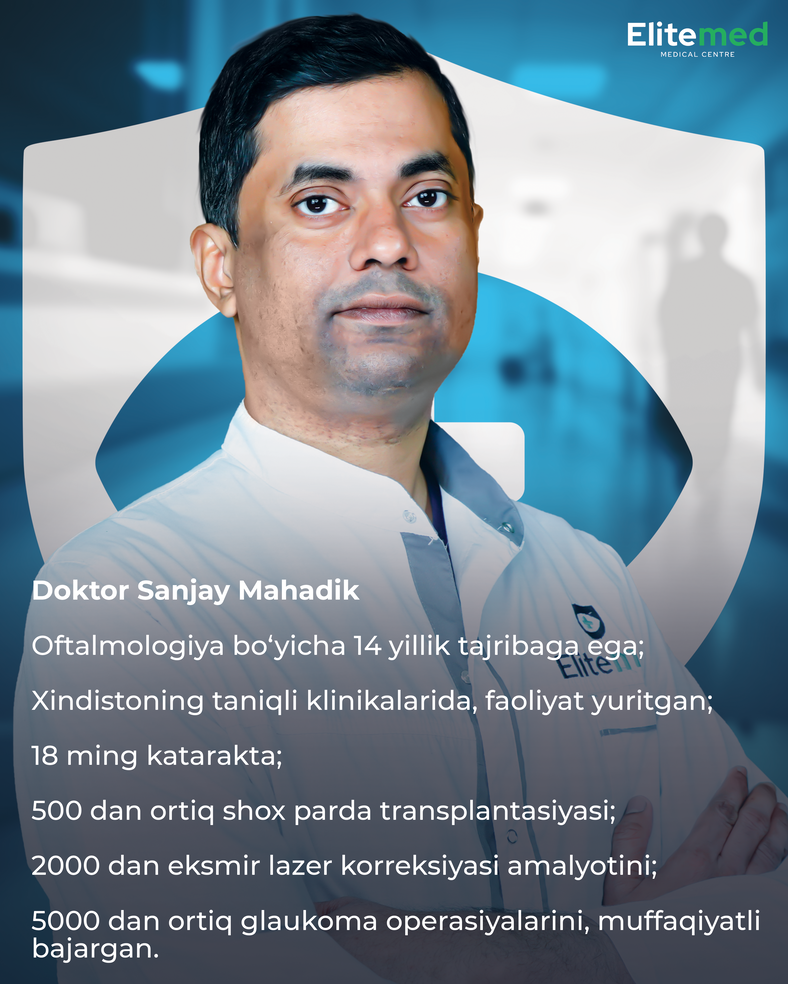 Elitemed
MEDICAL CENTRE
Doktor Sanjay Mahadik
Oftalmologiya bo‘yicha 14 yillik tajribaga ega;
Elitem
Xindistoning taniqli klinikalarida, faoliyat yuritgan;
18 ming katarakta;
500 dan ortiq shox parda transplantasiyasi;
2000 dan eksmir lazer korreksiyasi amalyotini;
5000 dan ortiq glaukoma operasiyalarini, muffaqiyatli
bajargan.